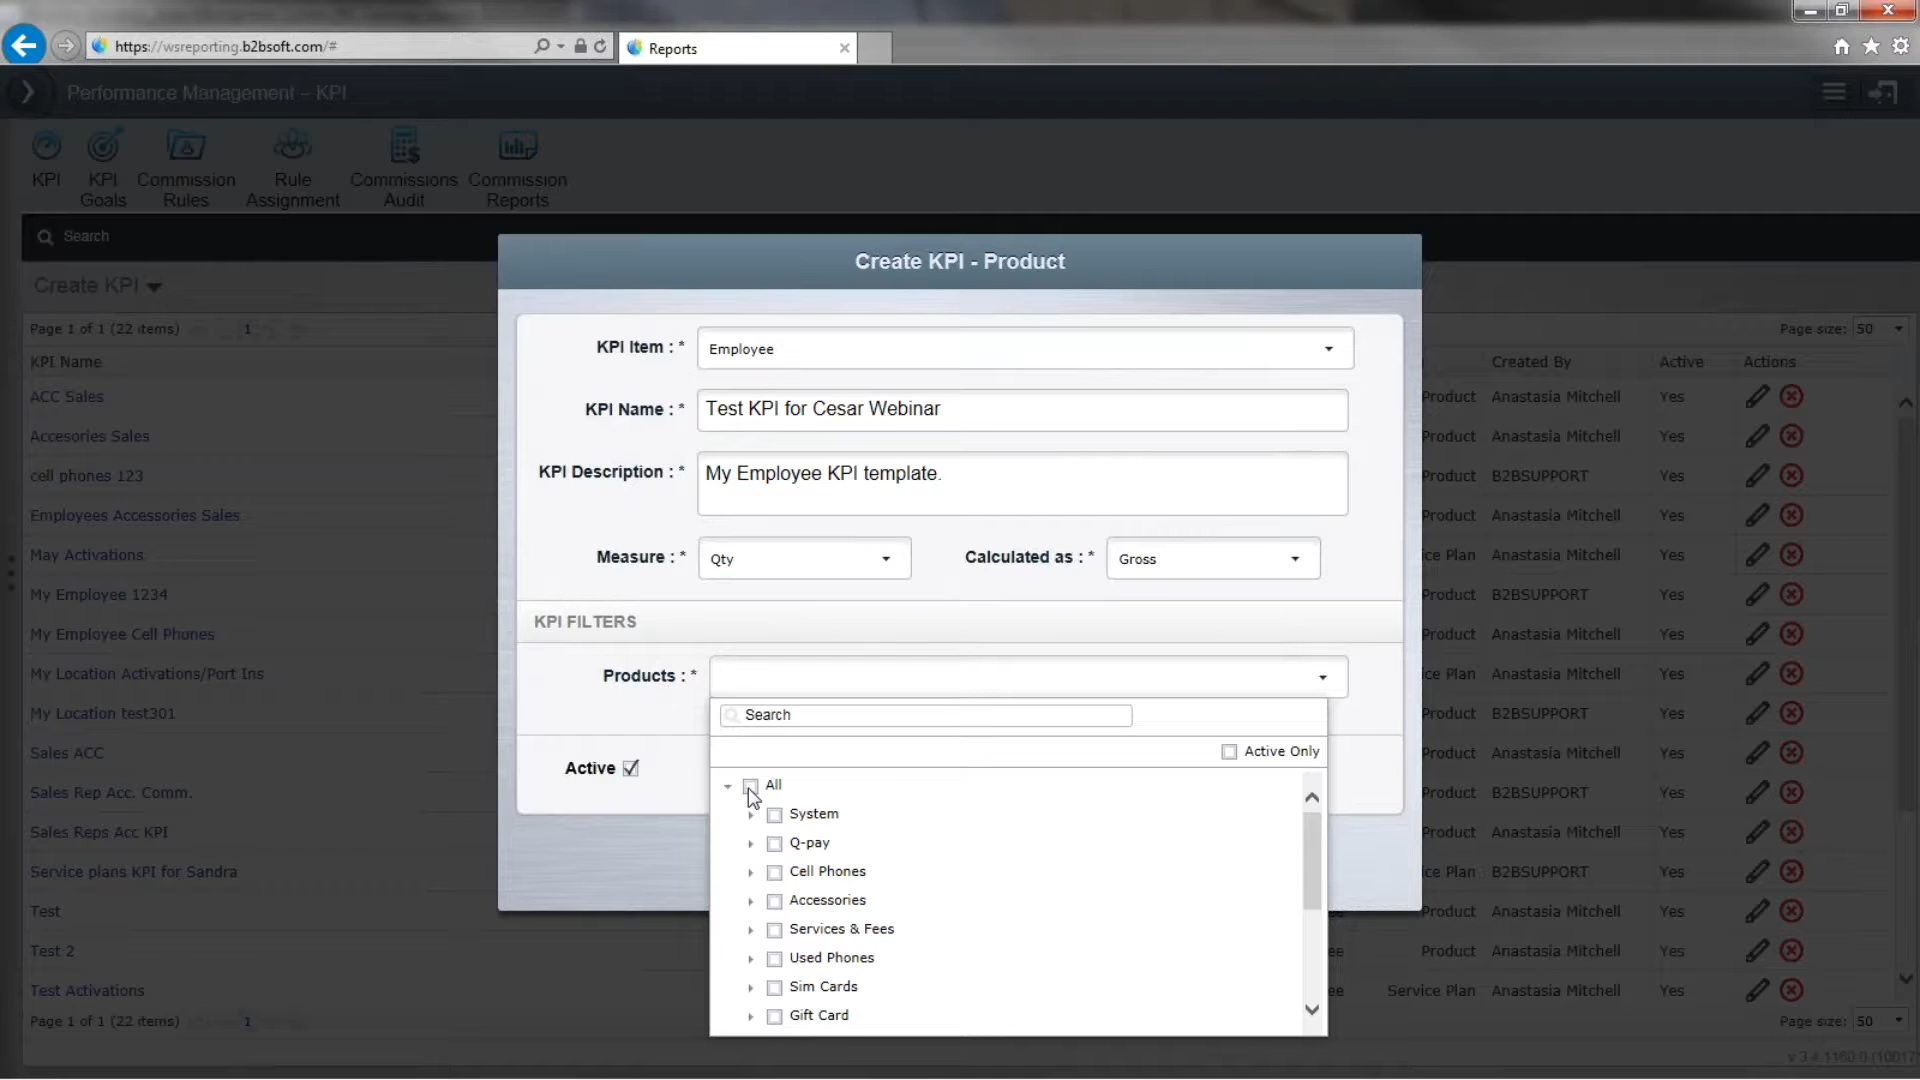 https://wsreporting.b2bsoft.com/#
Reports
Performance Management – KPI
KPI
KPI Goals
Commission Rules
Rule Assignment
Commissions Audit
Commission Reports
Search
Create KPI
Page 1 of 1 (22 items) 1
Page size: 50
KPI Name
Created By Active Actions
ACC Sales
Product Anastasia Mitchell Yes
Accesories Sales
Product Anastasia Mitchell Yes
cell phones 123
Product B2BSUPPORT Yes
Employees Accessories Sales
Product Anastasia Mitchell Yes
May Activations
ice Plan Anastasia Mitchell Yes
My Employee 1234
Product B2BSUPPORT Yes
My Employee Cell Phones
Product Anastasia Mitchell Yes
My Location Activations/Port Ins
ice Plan Anastasia Mitchell Yes
My Location test301
ice Plan B2BSUPPORT Yes
Sales ACC
Product Anastasia Mitchell Yes
Sales Rep Acc. Comm.
Product B2BSUPPORT Yes
Sales Reps Acc KPI
Product Anastasia Mitchell Yes
Service plans KPI for Sandra
ice Plan B2BSUPPORT Yes
Test
Product Anastasia Mitchell Yes
Test 2
ee Product Anastasia Mitchell Yes
Test Activations
ee Service Plan Anastasia Mitchell Yes
Page 1 of 1 (22 items) 1
Page size: 50
Create KPI - Product
KPI Item : * Employee
KPI Name : * Test KPI for Cesar Webinar
KPI Description : * My Employee KPI template.
Measure : * Qty Calculated as : * Gross
KPI FILTERS
Products : *
Search
Active Only
Active
All
System
Q-pay
Cell Phones
Accessories
Services & Fees
Used Phones
Sim Cards
Gift Card